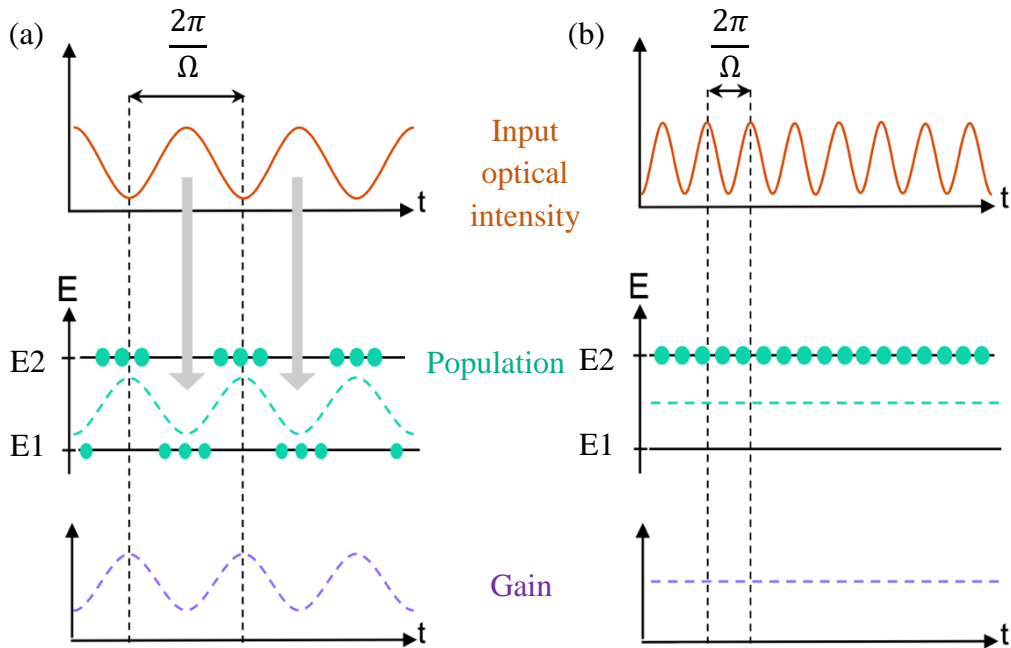 (a)
2π/Ω
t
Input
optical
intensity
(b)
2π/Ω
t
E
E2
E1
Population
E
E2
E1
Gain
t
t